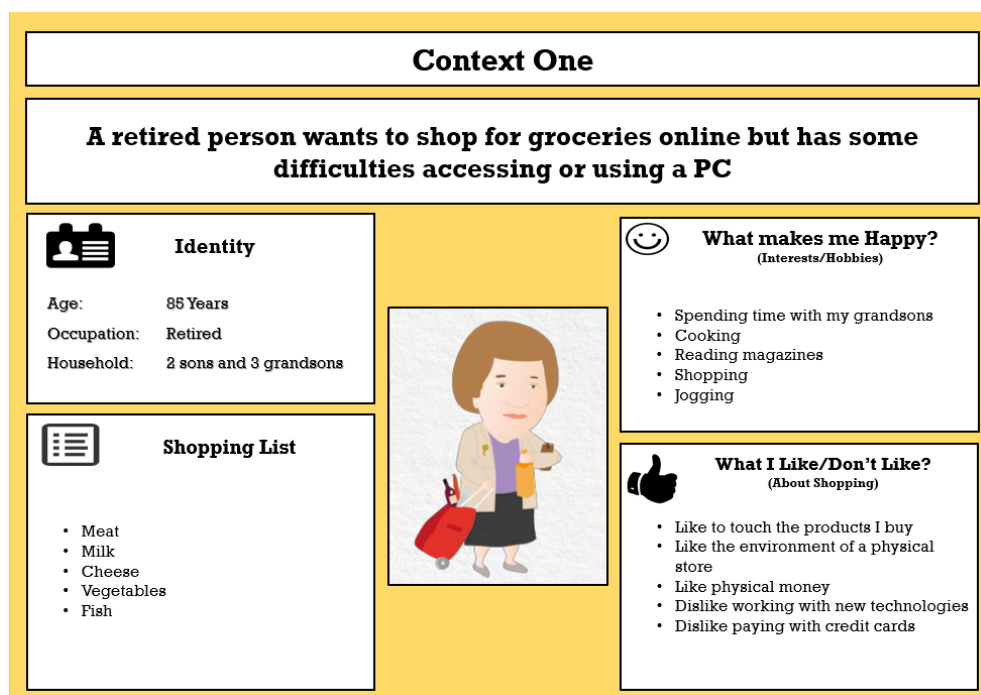 Context One
A retired person wants to shop for groceries online but has some
difficulties accessing or using a PC
Identity
Age: 85 Years
Occupation: Retired
Household: 2 sons and 3 grandsons
Shopping List
• Meat
• Milk
• Cheese
• Vegetables
• Fish
What makes me Happy?
(Interests/Hobbies)
• Spending time with my grandsons
• Cooking
• Reading magazines
• Shopping
• Jogging
What I Like/Don't Like?
(About Shopping)
• Like to touch the products I buy
• Like the environment of a physical
store
• Like physical money
• Dislike working with new technologies
• Dislike paying with credit cards